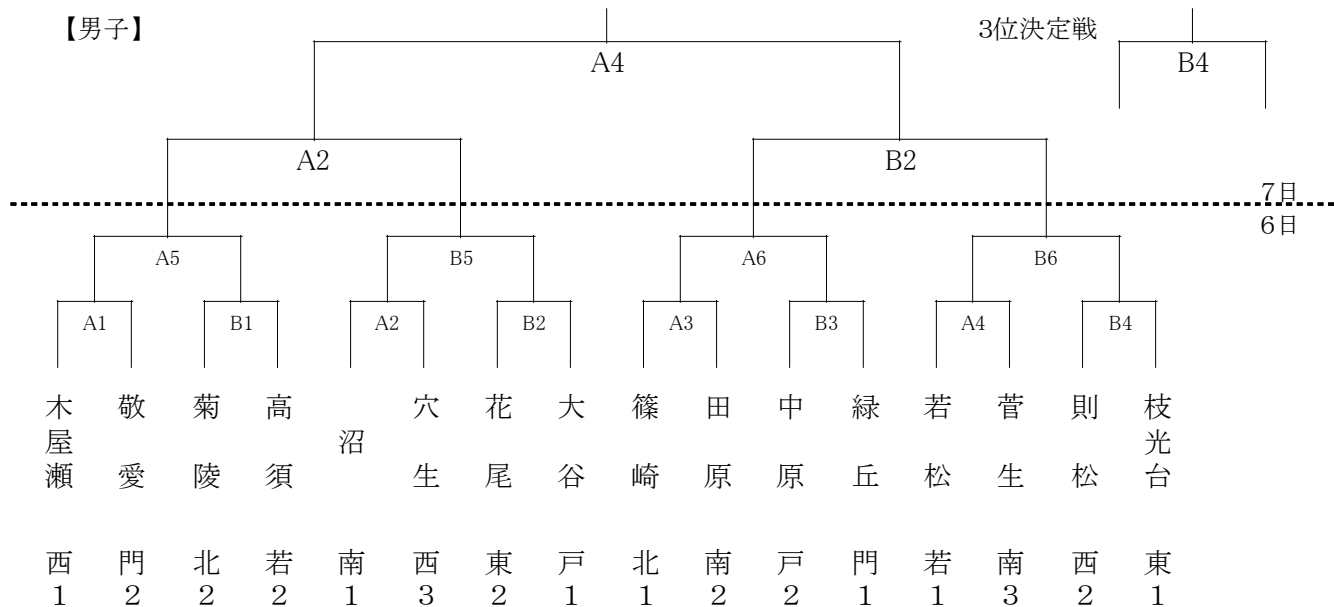 【男子】
3位決定戦
A4
B4
A2
B2
7日
6日
A5
B5
A6
B6
A1
B1
A2
B2
A3
B3
A4
B4
木屋瀬
敬愛
菊陵
高須
沼
穴生
花尾
大谷
篠崎
田原
中原
緑丘
若松
菅生
則松
枝光台
西1
門2
北2
若2
南1
西3
東2
戸1
北1
南2
戸2
門1
若1
南3
西2
東1